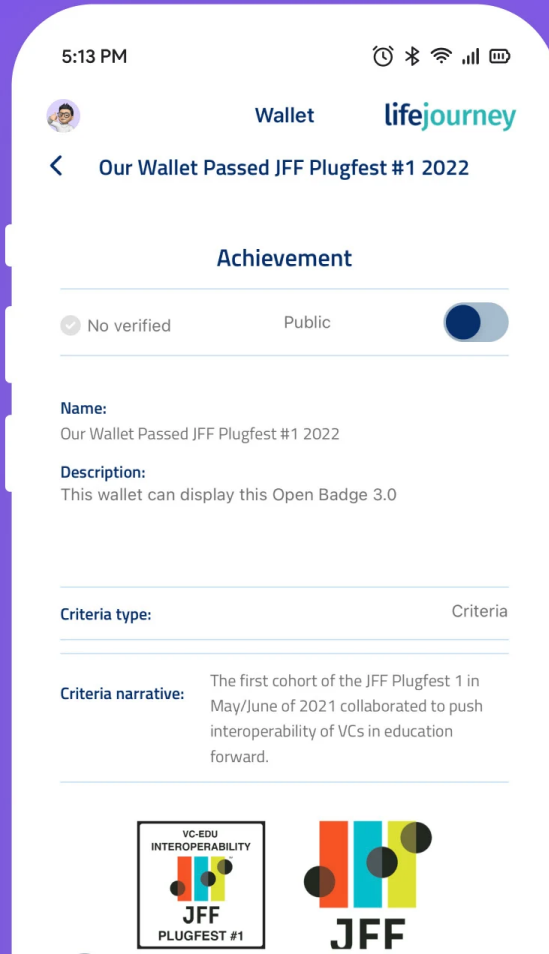 5:13 PM
Wallet
lifejourney
Our Wallet Passed JFF Plugfest #1 2022
Achievement
No verified
Public
Name:
Our Wallet Passed JFF Plugfest #1 2022
Description:
This wallet can display this Open Badge 3.0
Criteria type:
Criteria
Criteria narrative:
The first cohort of the JFF Plugfest 1 in
May/June of 2021 collaborated to push
interoperability of VCs in education
forward.
VC-EDU
INTEROPERABILITY
JFF
PLUGFEST #1
JFF